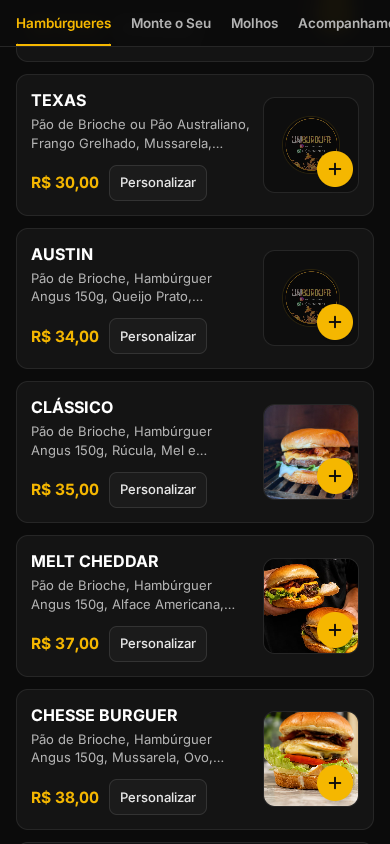 Hambúrgueres Monte o Seu Molhos Acompanhame
TEXAS
Pão de Brioche ou Pão Australiano,
Frango Grelhado, Mussarela,...
R$ 30,00 Personalizar
AUSTIN
Pão de Brioche, Hambúrguer
Angus 150g, Queijo Prato,...
R$ 34,00 Personalizar
CLÁSSICO
Pão de Brioche, Hambúrguer
Angus 150g, Rúcula, Mel e...
R$ 35,00 Personalizar
MELT CHEDDAR
Pão de Brioche, Hambúrguer
Angus 150g, Alface Americana,...
R$ 37,00 Personalizar
CHESSE BURGUER
Pão de Brioche, Hambúrguer
Angus 150g, Mussarela, Ovo,...
R$ 38,00 Personalizar